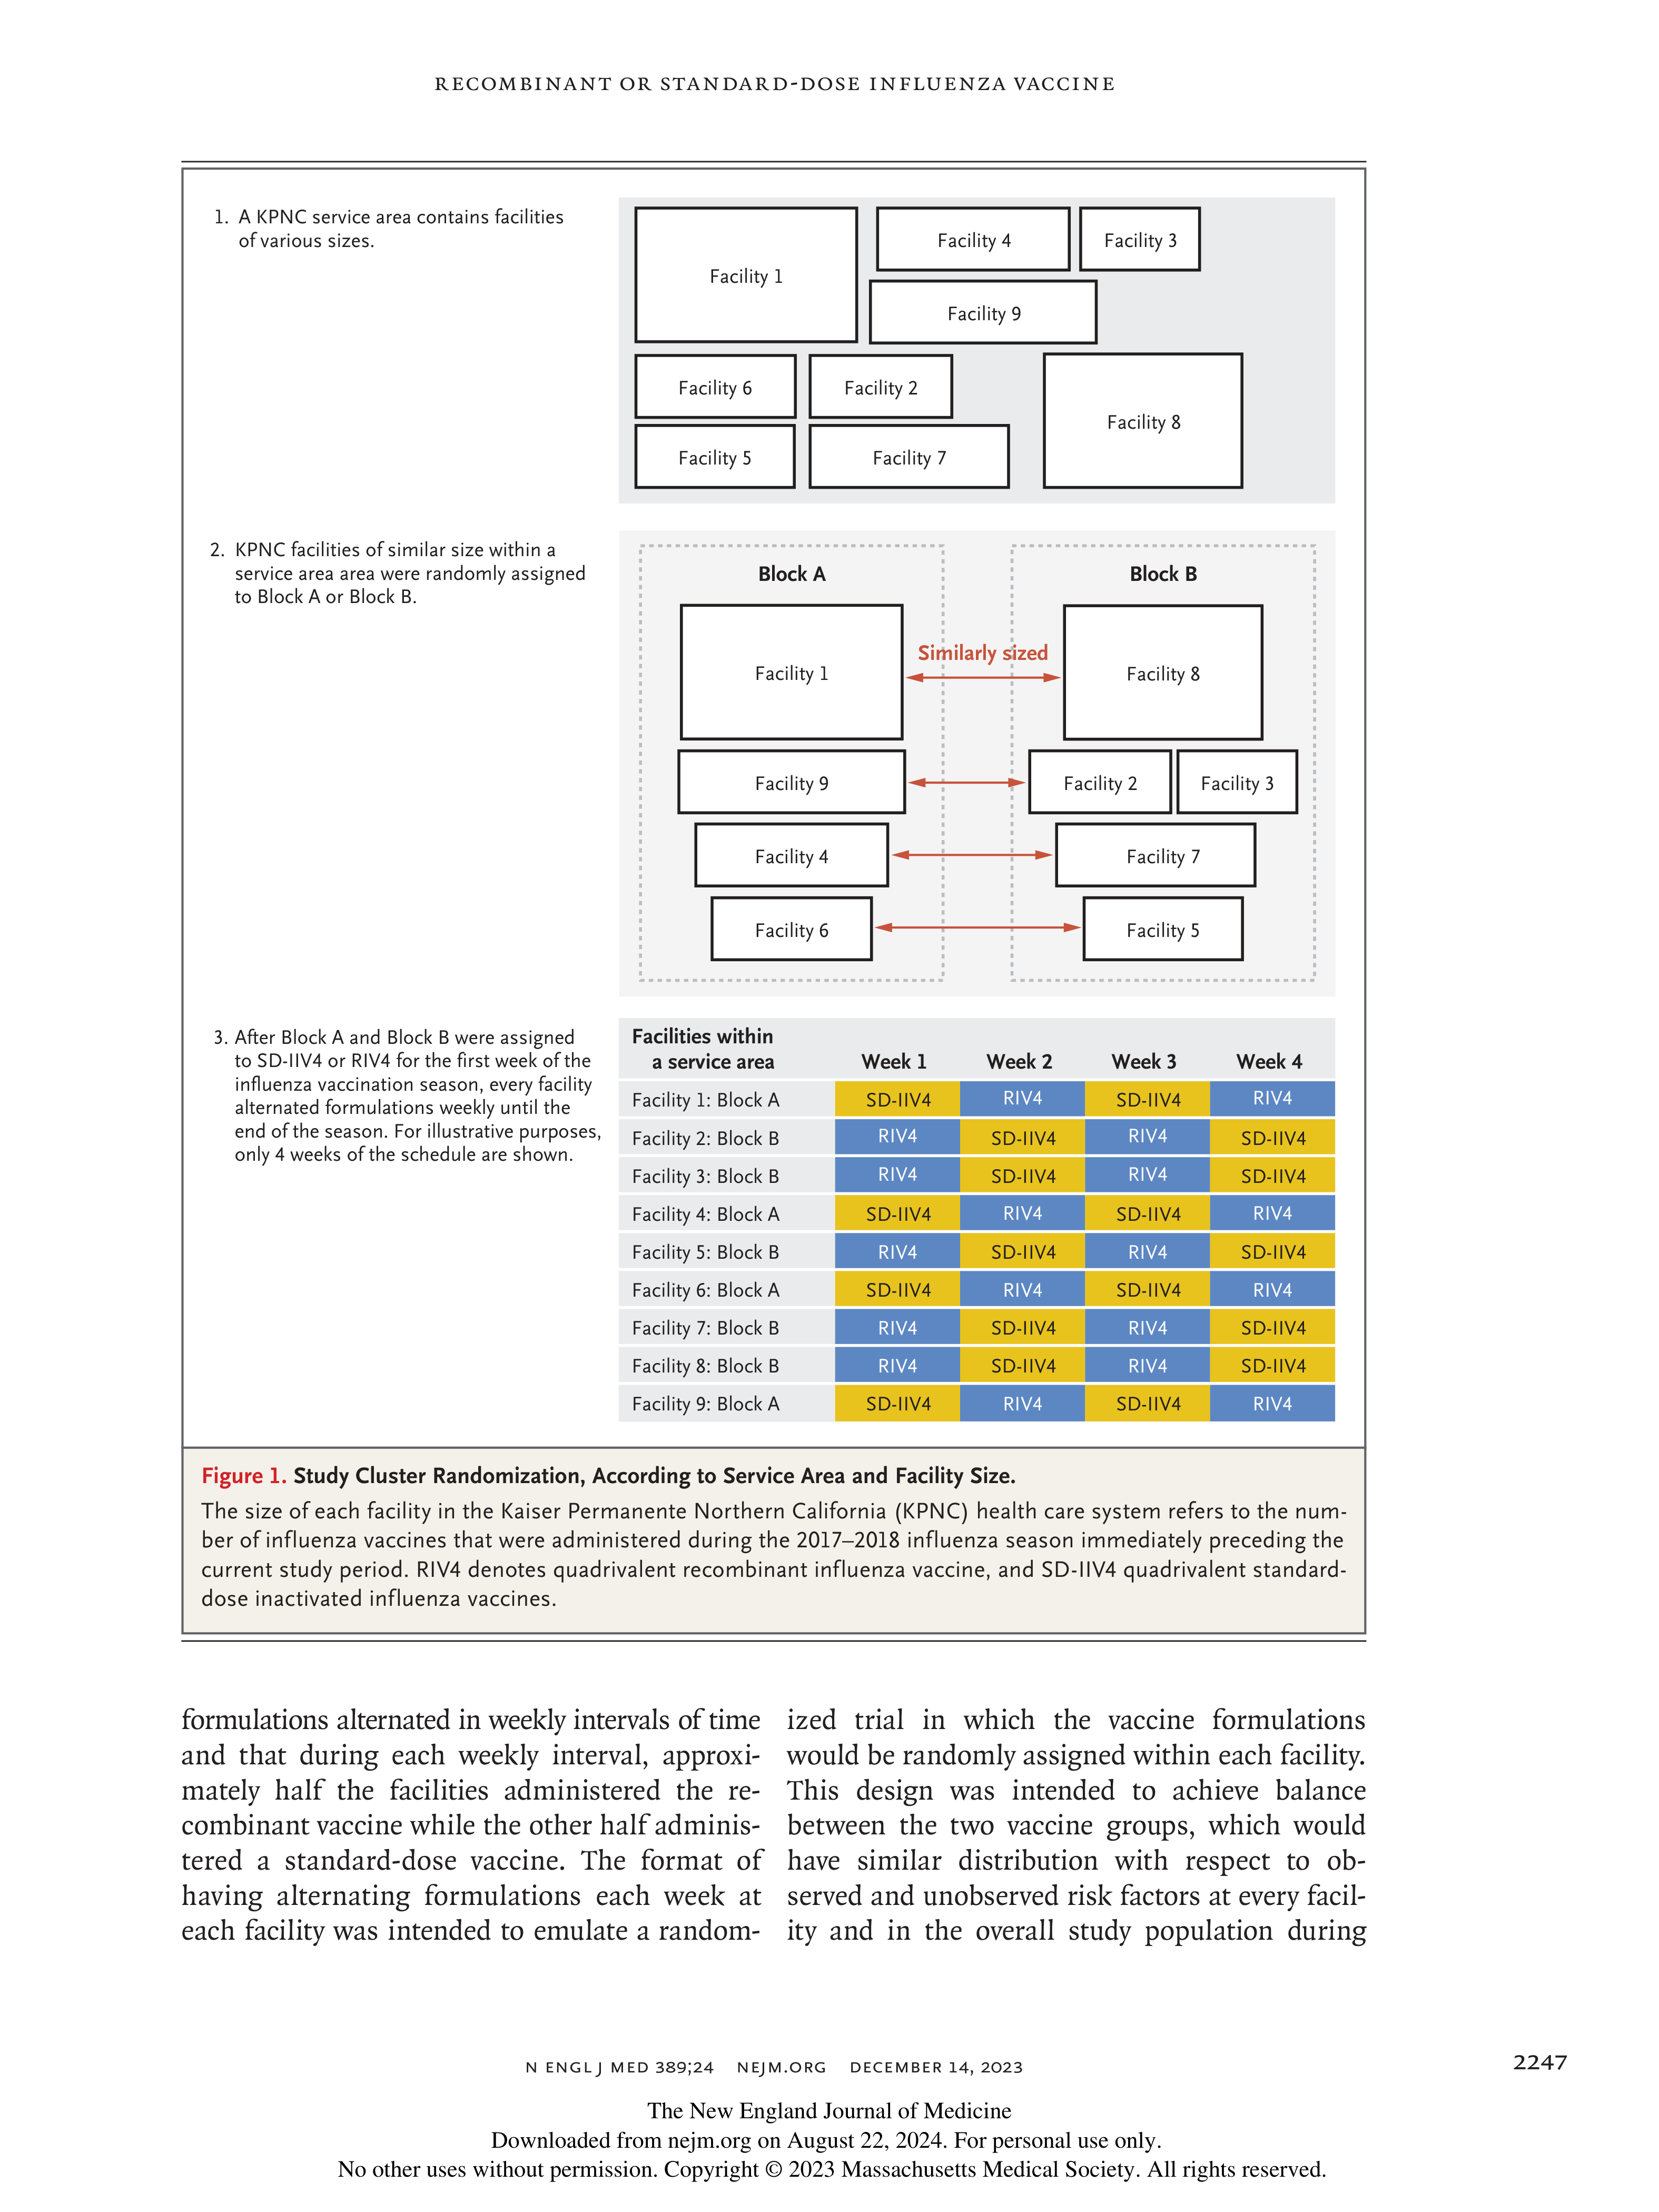 RECOMBINANT OR STANDARD-DOSE INFLUENZA VACCINE
1. A KPNC service area contains facilities
of various sizes.
Facility 1
Facility 4
Facility 3
Facility 9
Facility 6
Facility 2
Facility 8
Facility 5
Facility 7
2. KPNC facilities of similar size within a
service area area were randomly assigned
to Block A or Block B.
Block A
Block B
Similarly sized
Facility 1
Facility 8
Facility 9
Facility 2
Facility 3
Facility 4
Facility 7
Facility 6
Facility 5
3. After Block A and Block B were assigned
to SD-IIV4 or RIV4 for the first week of the
influenza vaccination season, every facility
alternated formulations weekly until the
end of the season. For illustrative purposes,
only 4 weeks of the schedule are shown.
Facilities within
a service area Week 1 Week 2 Week 3 Week 4
Facility 1: Block A SD-IIV4 RIV4 SD-IIV4 RIV4
Facility 2: Block B RIV4 SD-IIV4 RIV4 SD-IIV4
Facility 3: Block B RIV4 SD-IIV4 RIV4 SD-IIV4
Facility 4: Block A SD-IIV4 RIV4 SD-IIV4 RIV4
Facility 5: Block B RIV4 SD-IIV4 RIV4 SD-IIV4
Facility 6: Block A SD-IIV4 RIV4 SD-IIV4 RIV4
Facility 7: Block B RIV4 SD-IIV4 RIV4 SD-IIV4
Facility 8: Block B RIV4 SD-IIV4 RIV4 SD-IIV4
Facility 9: Block A SD-IIV4 RIV4 SD-IIV4 RIV4
Figure 1. Study Cluster Randomization, According to Service Area and Facility Size.
The size of each facility in the Kaiser Permanente Northern California (KPNC) health care system refers to the num-
ber of influenza vaccines that were administered during the 2017–2018 influenza season immediately preceding the
current study period. RIV4 denotes quadrivalent recombinant influenza vaccine, and SD-IIV4 quadrivalent standard-
dose inactivated influenza vaccines.
formulations alternated in weekly intervals of time
and that during each weekly interval, approxi-
mately half the facilities administered the re-
combinant vaccine while the other half adminis-
tered a standard-dose vaccine. The format of
having alternating formulations each week at
each facility was intended to emulate a random-
ized trial in which the vaccine formulations
would be randomly assigned within each facility.
This design was intended to achieve balance
between the two vaccine groups, which would
have similar distribution with respect to ob-
served and unobserved risk factors at every facil-
ity and in the overall study population during
N ENGL J MED 389;24 NEJM.ORG DECEMBER 14, 2023
2247
The New England Journal of Medicine
Downloaded from nejm.org on August 22, 2024. For personal use only.
No other uses without permission. Copyright © 2023 Massachusetts Medical Society. All rights reserved.